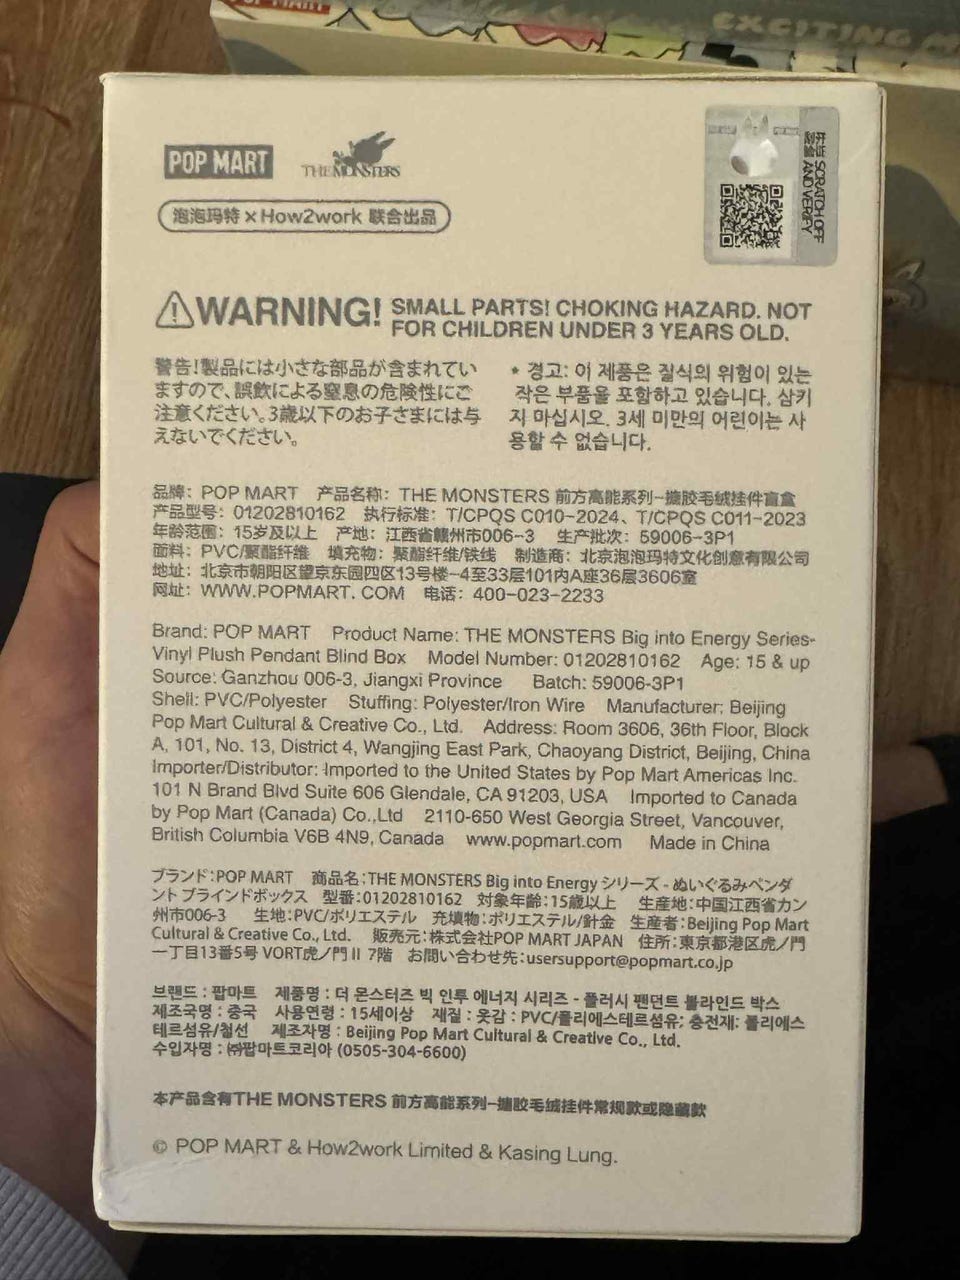 POP MART
EXCITING M
POP MART
THE MONSTERS
泡泡玛特×How2work 联合出品
开盒 SCRATCH OFF
AND VERIFY
WARNING! SMALL PARTS! CHOKING HAZARD. NOT
FOR CHILDREN UNDER 3 YEARS OLD.
警告!製品には小さな部品が含まれてい
ますので、誤飲による窒息の危険性にご
注意ください。3歳以下のお子さまには与
えないでください。
* 경고: 이 제품은 질식의 위험이 있는
작은 부품을 포함하고 있습니다. 삼키
지 마십시오. 3세 미만의 어린이는 사
용할 수 없습니다.
品牌: POP MART 产品名称: THE MONSTERS 前方高能系列-搪胶毛绒挂件盲盒
产品型号: 01202810162 执行标准: T/CPQS C010-2024、T/CPQS C011-2023
年龄范围: 15岁及以上 产地: 江西省赣州市006-3 生产批次: 59006-3P1
面料: PVC/聚酯纤维 填充物: 聚酯纤维/铁线 制造商: 北京泡泡玛特文化创意有限公司
地址: 北京市朝阳区望京东园四区13号楼-4至33层101内A座36层3606室
网址: WWW.POPMART. COM 电话: 400-023-2233
Brand: POP MART Product Name: THE MONSTERS Big into Energy Series-
Vinyl Plush Pendant Blind Box Model Number: 01202810162 Age: 15 & up
Source: Ganzhou 006-3, Jiangxi Province Batch: 59006-3P1
Shell: PVC/Polyester Stuffing: Polyester/Iron Wire Manufacturer: Beijing
Pop Mart Cultural & Creative Co., Ltd. Address: Room 3606, 36th Floor, Block
A, 101, No. 13, District 4, Wangjing East Park, Chaoyang District, Beijing, China
Importer/Distributor: Imported to the United States by Pop Mart Americas Inc.
101 N Brand Blvd Suite 606 Glendale, CA 91203, USA Imported to Canada
by Pop Mart (Canada) Co.,Ltd 2110-650 West Georgia Street, Vancouver,
British Columbia V6B 4N9, Canada www.popmart.com Made in China
ブランド:POP MART 商品名:THE MONSTERS Big into Energy シリーズ - ぬいぐるみペンダ
ント ブラインドボックス 型番:01202810162 対象年齢:15歳以上 生産地:中国江西省カン
州市006-3 生地:PVC/ポリエステル 充填物:ポリエステル/針金 生産者:Beijing Pop Mart
Cultural & Creative Co., Ltd. 販売元:株式会社POP MART JAPAN 住所:東京都港区虎ノ門
一丁目13番5号 VORT虎ノ門 II 7階 お問い合わせ先:usersupport@popmart.co.jp
브랜드 : 팝마트 제품명 : 더 몬스터즈 빅 인투 에너지 시리즈 - 플러시 팬던트 블라인드 박스
제조국명 : 중국 사용연령 : 15세이상 재질 : 옷감 : PVC/폴리에스테르섬유; 충전재: 폴리에스
테르섬유/철선 제조자명 : Beijing Pop Mart Cultural & Creative Co., Ltd.
수입자명 : ㈜팝마트코리아 (0505-304-6600)
本产品含有THE MONSTERS 前方高能系列-搪胶毛绒挂件常规款或隐藏款
© POP MART & How2work Limited & Kasing Lung.